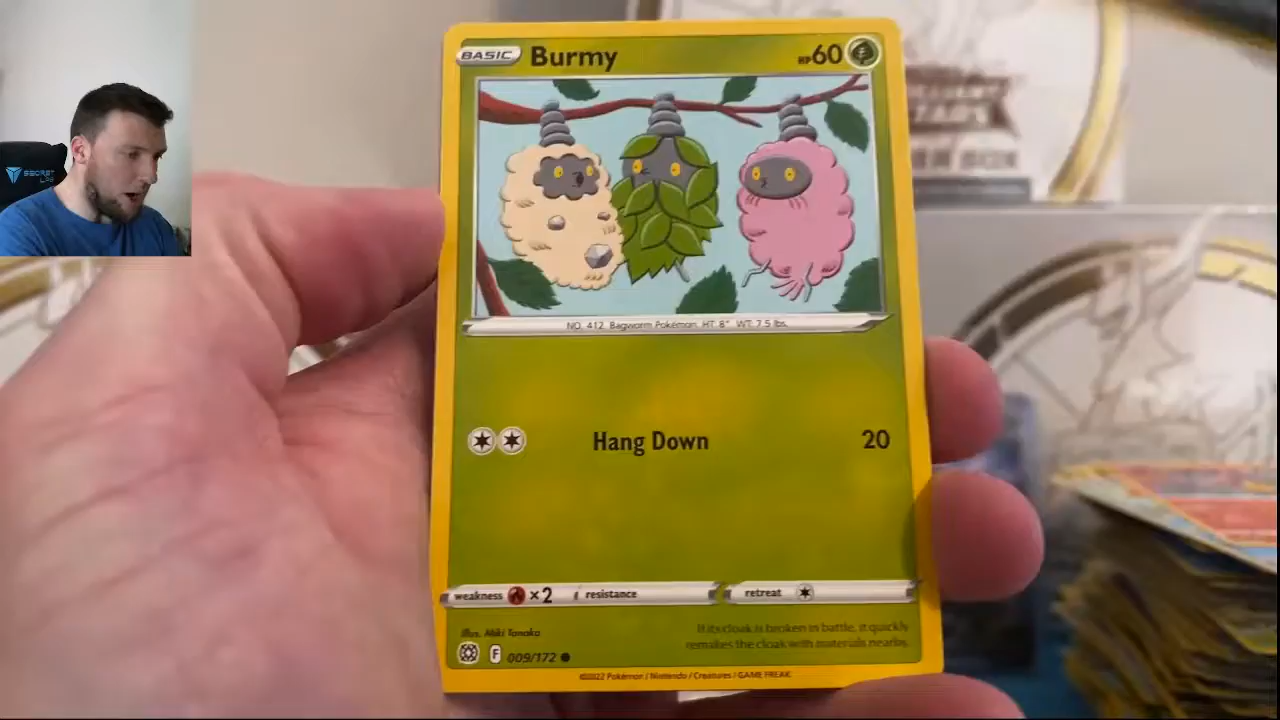 BASIC Burmy HP60
NO. 412 Bagworm Pokémon. HT: 8" WT: 7.5 lbs.
Hang Down 20
weakness ×2 resistance retreat
Illus. Miki Tanaka
If its cloak is broken in battle, it quickly
remakes the cloak with materials nearby.
F 009/172
©2022 Pokémon / Nintendo / Creatures / GAME FREAK
SECRET
LAB